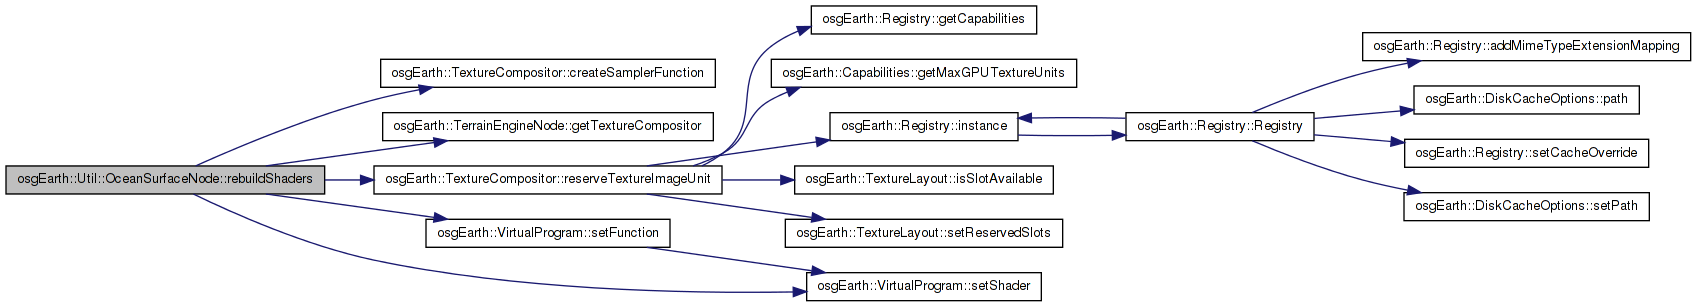 osgEarth::Util::OceanSurfaceNode::rebuildShaders
osgEarth::TextureCompositor::createSamplerFunction
osgEarth::TerrainEngineNode::getTextureCompositor
osgEarth::TextureCompositor::reserveTextureImageUnit
osgEarth::VirtualProgram::setFunction
osgEarth::Registry::getCapabilities
osgEarth::Capabilities::getMaxGPUTextureUnits
osgEarth::Registry::instance
osgEarth::TextureLayout::isSlotAvailable
osgEarth::TextureLayout::setReservedSlots
osgEarth::VirtualProgram::setShader
osgEarth::Registry::Registry
osgEarth::Registry::addMimeTypeExtensionMapping
osgEarth::DiskCacheOptions::path
osgEarth::Registry::setCacheOverride
osgEarth::DiskCacheOptions::setPath